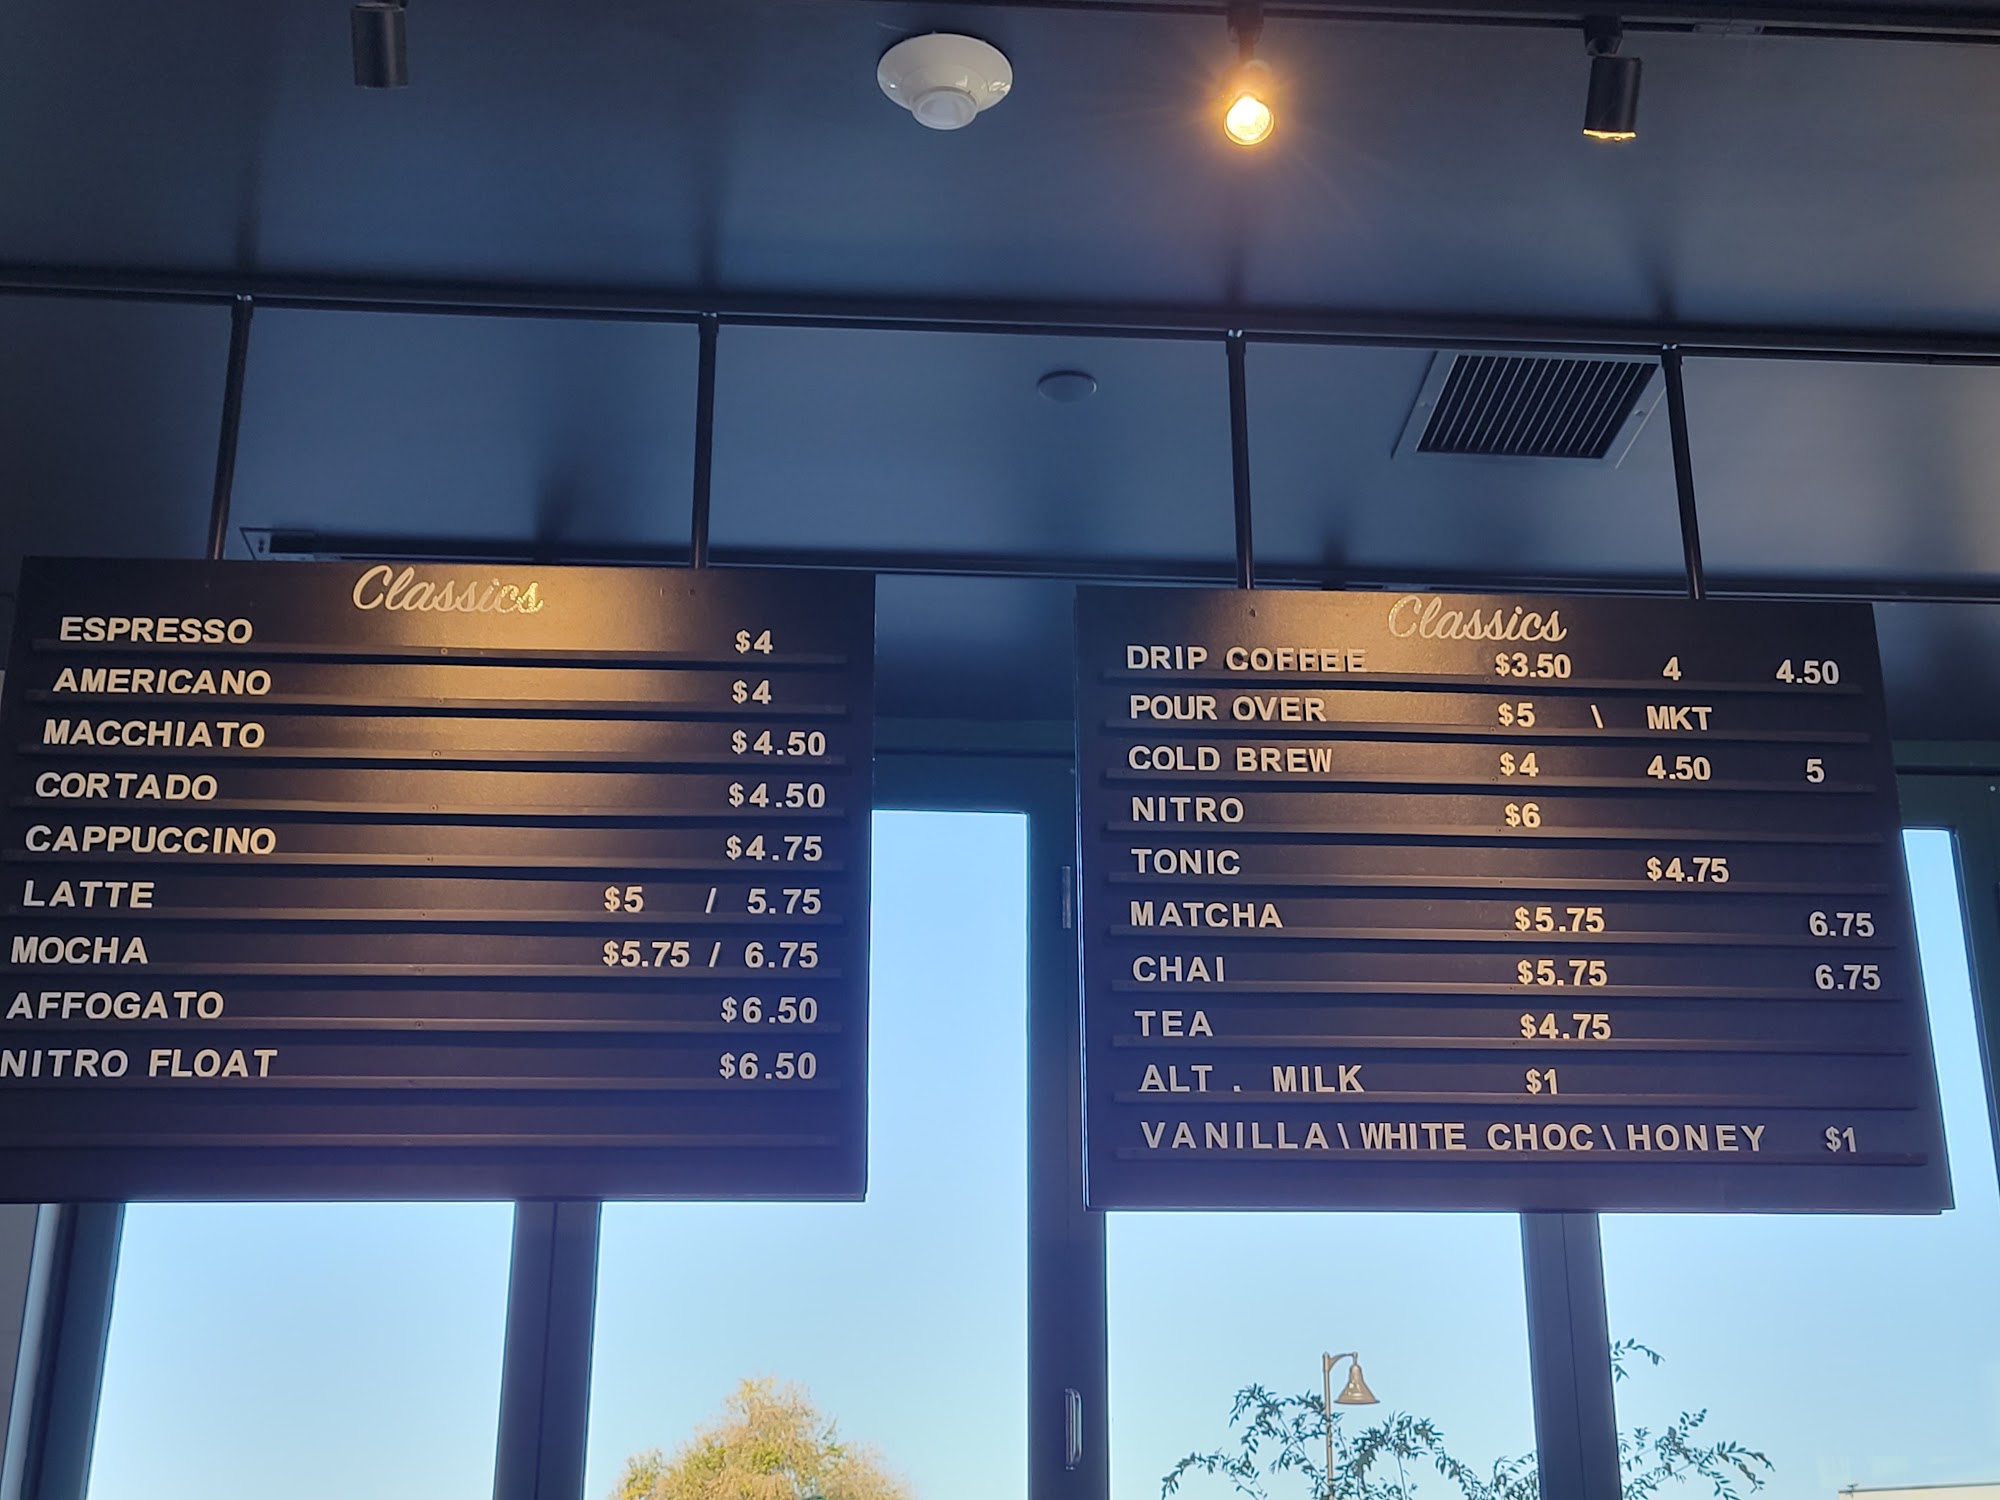 Classics
ESPRESSO $4
AMERICANO $4
MACCHIATO $4.50
CORTADO $4.50
CAPPUCCINO $4.75
LATTE $5 / 5.75
MOCHA $5.75 / 6.75
AFFOGATO $6.50
NITRO FLOAT $6.50
Classics
DRIP COFFEE $3.50 4 4.50
POUR OVER $5 \ MKT
COLD BREW $4 4.50 5
NITRO $6
TONIC $4.75
MATCHA $5.75 6.75
CHAI $5.75 6.75
TEA $4.75
ALT . MILK $1
VANILLA\WHITE CHOC\HONEY $1